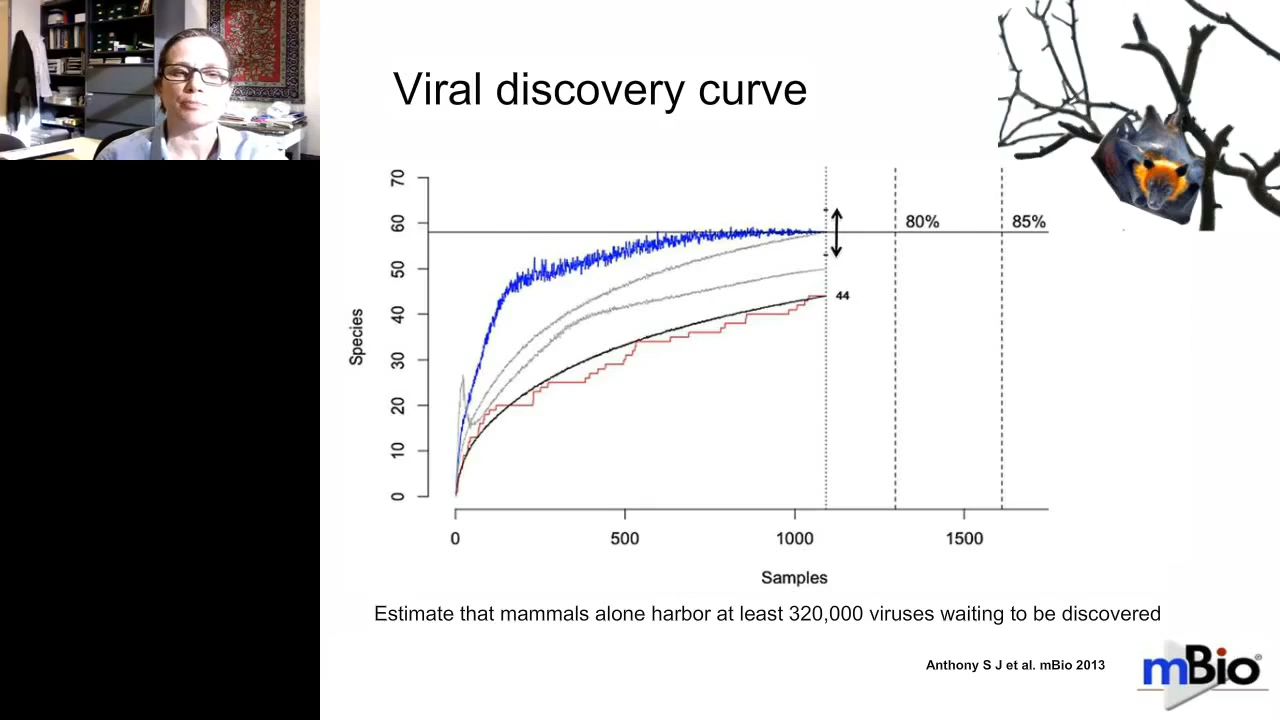 Viral discovery curve
70
60
50
40
30
20
10
0
Species
80%
85%
44
0
500
1000
1500
Samples
Estimate that mammals alone harbor at least 320,000 viruses waiting to be discovered
Anthony S J et al. mBio 2013
mBio®